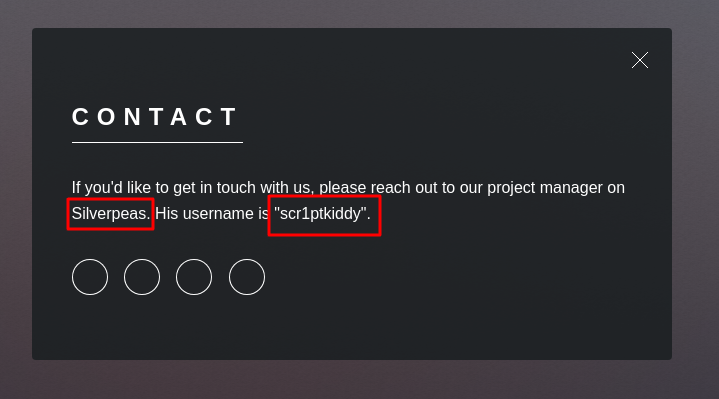 CONTACT
If you'd like to get in touch with us, please reach out to our project manager on
Silverpeas. His username is "scr1ptkiddy".